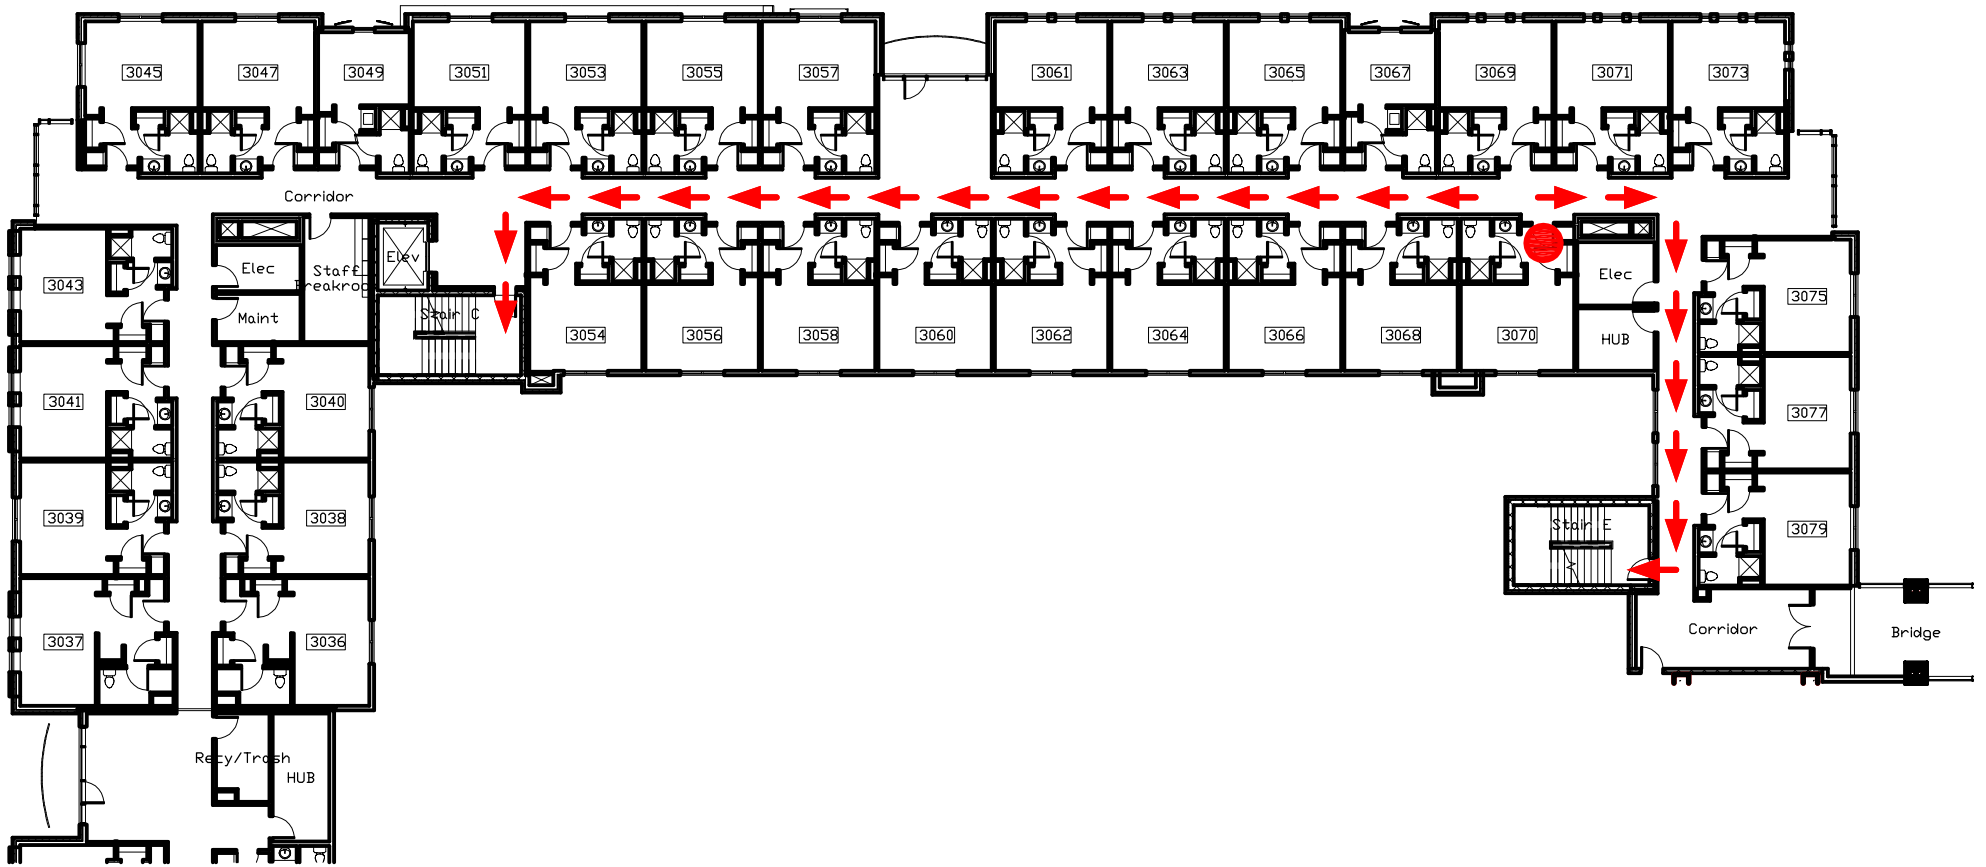 3045 3047 3049 3051 3053 3055 3057 3061 3063 3065 3067 3069 3071 3073
Corridor
3043
Elec
Staff
Breakroo
Elev
Maint
Stair C
3054 3056 3058 3060 3062 3064 3066 3068 3070
Elec
HUB
3075
3041
3040
3077
3039
3038
Stair E
3079
3037
3036
Corridor
Bridge
Recy/Trash
HUB